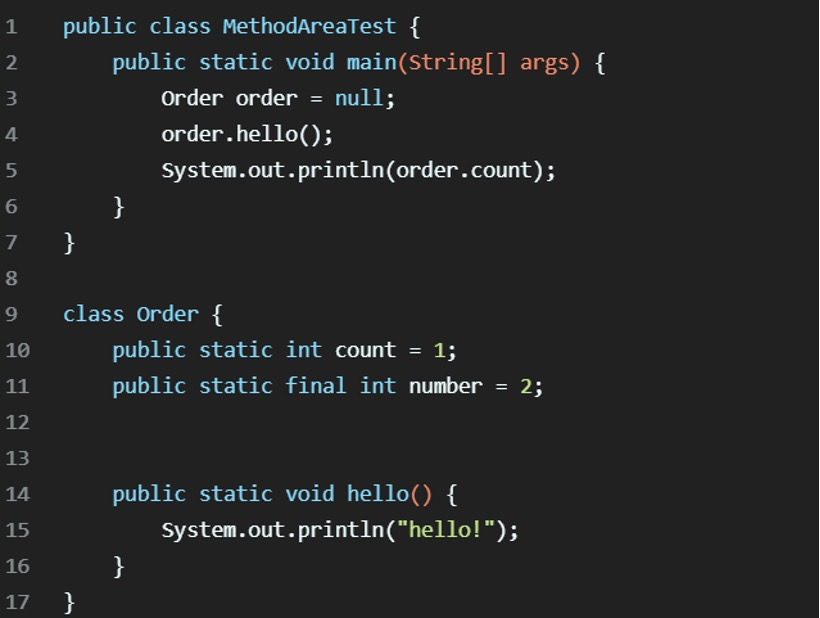 1 public class MethodAreaTest {
2 public static void main(String[] args) {
3 Order order = null;
4 order.hello();
5 System.out.println(order.count);
6 }
7 }
8
9 class Order {
10 public static int count = 1;
11 public static final int number = 2;
12
13
14 public static void hello() {
15 System.out.println("hello!");
16 }
17 }